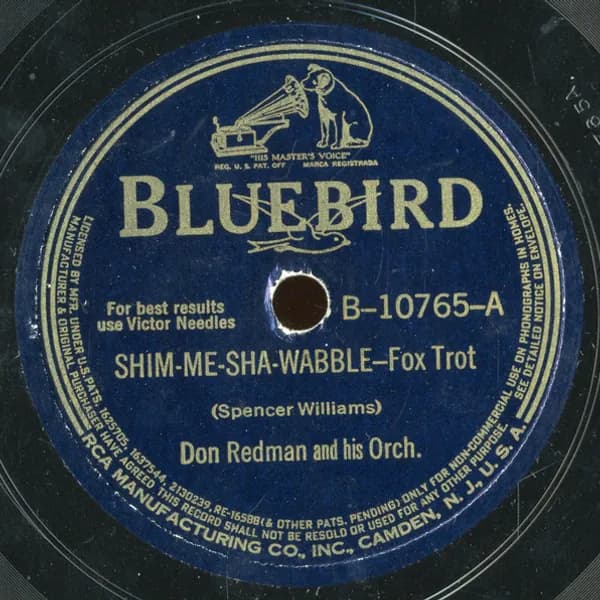 "HIS MASTER'S VOICE"
REG. U. S. PAT. OFF MARCA REGISTRADA
BLUEBIRD
For best results
use Victor Needles
B-10765-A
SHIM-ME-SHA-WABBLE-Fox Trot
(Spencer Williams)
Don Redman and his Orch.
LICENSED BY MFR. UNDER U.S. PATS. 1625705, 1637544, 2130239, RE-16588(& OTHER PATS. PENDING) ONLY FOR NON-COMMERCIAL USE ON PHONOGRAPHS IN HOMES.
MANUFACTURER & ORIGINAL PURCHASER HAVE AGREED THIS RECORD SHALL NOT BE RESOLD OR USED FOR ANY OTHER PURPOSE. SEE DETAILED NOTICE ON ENVELOPE.
RCA MANUFACTURING CO., INC., CAMDEN, N. J., U. S. A.